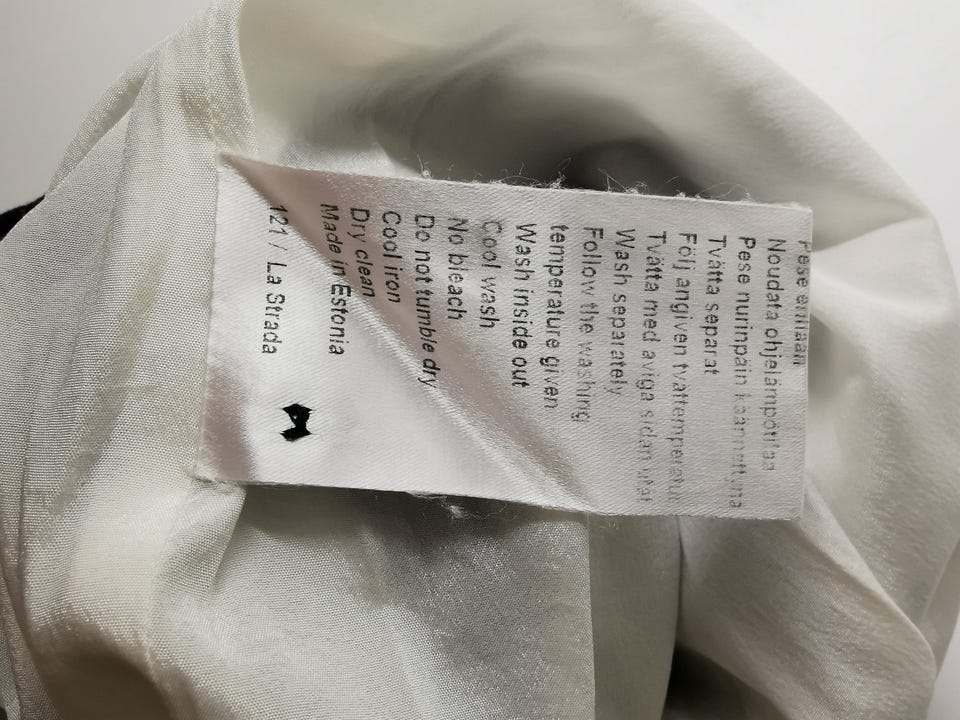 Pese erillään
Noudata ohjelämpötilaa
Pese nurinpäin käännettynä
Tvätta separat
Följ angiven tvättemperatur
Tvätta med aviga sidan utåt
Wash separately
Follow the washing
temperature given
Wash inside out
Cool wash
No bleach
Do not tumble dry
Cool iron
Dry clean
Made in Estonia
121 / La Strada